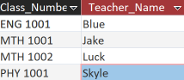 Class_Numbe Teacher_Name
ENG 1001 Blue
MTH 1001 Jake
MTH 1002 Luck
PHY 1001 Skyle